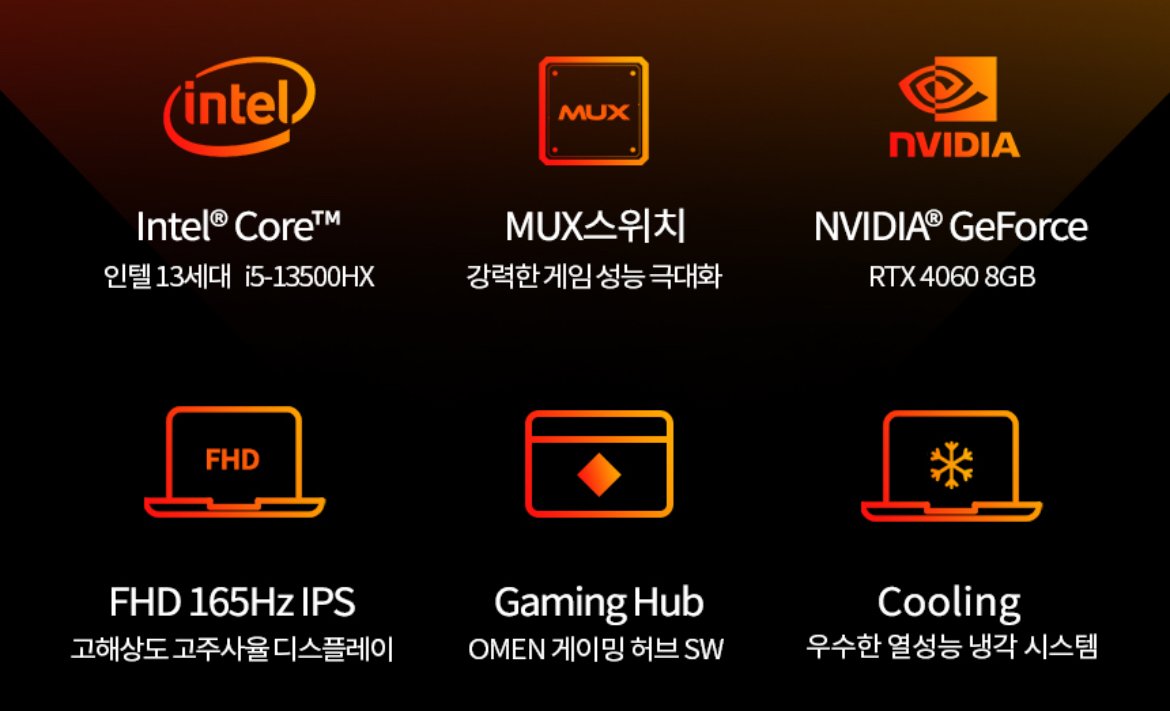 intel
MUX
NVIDIA
Intel® Core™
MUX스위치
NVIDIA® GeForce
인텔 13세대 i5-13500HX
강력한 게임 성능 극대화
RTX 4060 8GB
FHD
FHD 165Hz IPS
Gaming Hub
Cooling
고해상도 고주사율 디스플레이
OMEN 게이밍 허브 SW
우수한 열성능 냉각 시스템